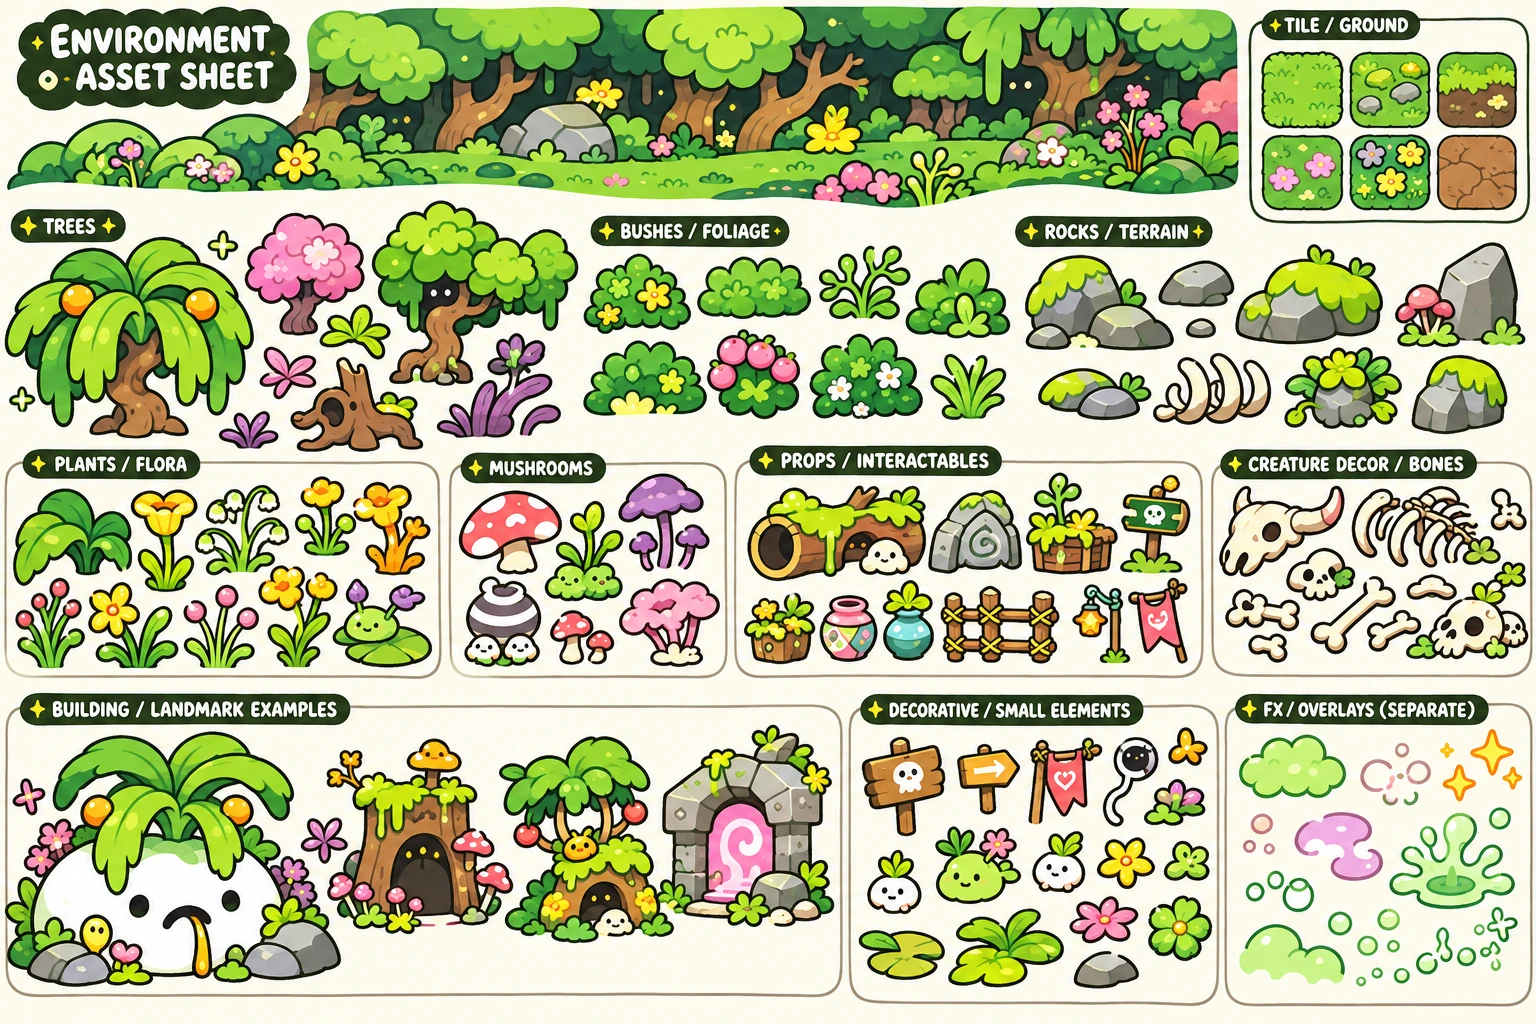 ENVIRONMENT
ASSET SHEET
TILE / GROUND
TREES
BUSHES / FOLIAGE
ROCKS / TERRAIN
PLANTS / FLORA
MUSHROOMS
PROPS / INTERACTABLES
CREATURE DECOR / BONES
BUILDING / LANDMARK EXAMPLES
DECORATIVE / SMALL ELEMENTS
FX / OVERLAYS (SEPARATE)